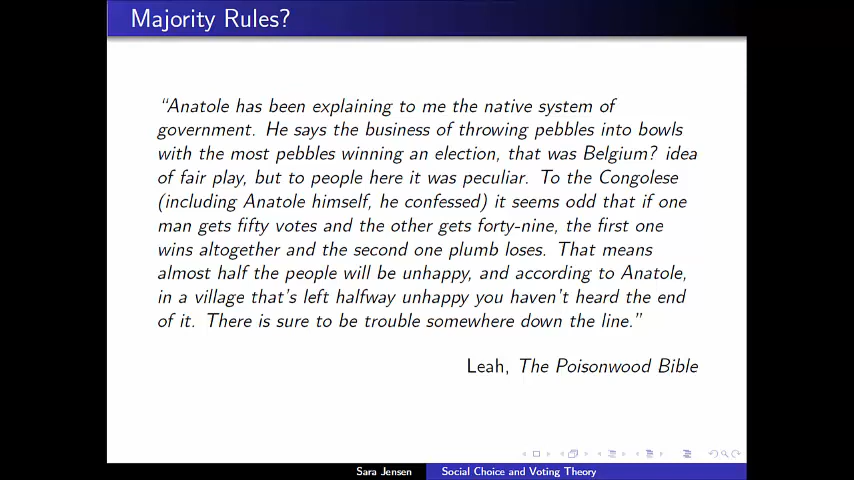 Majority Rules?
“Anatole has been explaining to me the native system of
government. He says the business of throwing pebbles into bowls
with the most pebbles winning an election, that was Belgium? idea
of fair play, but to people here it was peculiar. To the Congolese
(including Anatole himself, he confessed) it seems odd that if one
man gets fifty votes and the other gets forty-nine, the first one
wins altogether and the second one plumb loses. That means
almost half the people will be unhappy, and according to Anatole,
in a village that’s left halfway unhappy you haven’t heard the end
of it. There is sure to be trouble somewhere down the line.”
Leah, The Poisonwood Bible
Sara Jensen Social Choice and Voting Theory